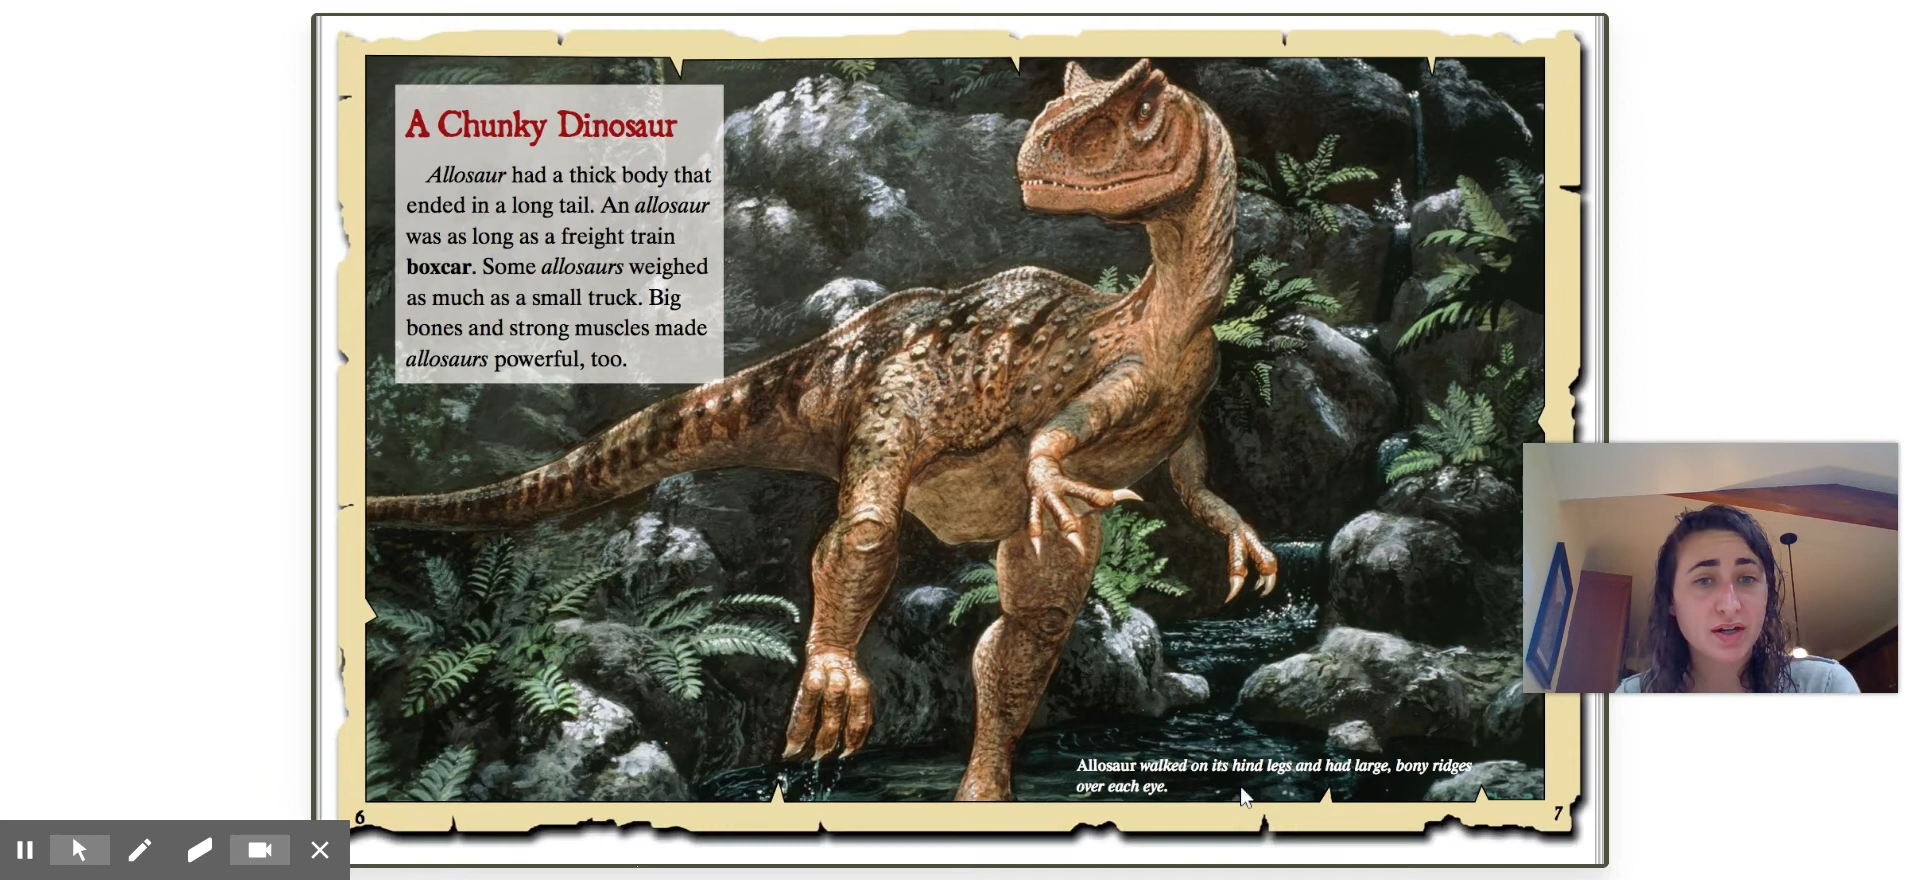 A Chunky Dinosaur
Allosaur had a thick body that
ended in a long tail. An allosaur
was as long as a freight train
boxcar. Some allosaurs weighed
as much as a small truck. Big
bones and strong muscles made
allosaurs powerful, too.
Allosaur walked on its hind legs and had large, bony ridges
over each eye.
6
7